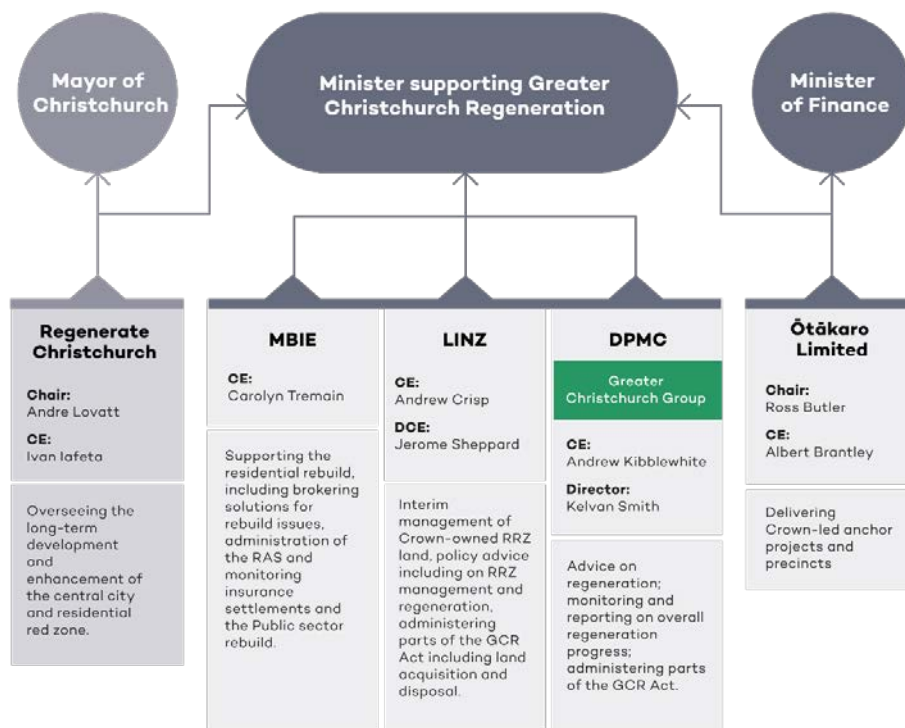 Mayor of
Christchurch
Minister supporting Greater
Christchurch Regeneration
Minister
of Finance
Regenerate
Christchurch
Chair:
Andre Lovatt
CE:
Ivan Iafeta
Overseeing the
long-term
development
and
enhancement of
the central city
and residential
red zone.
MBIE
CE:
Carolyn Tremain
Supporting the
residential rebuild,
including brokering
solutions for
rebuild issues,
administration of
the RAS and
monitoring
insurance
settlements and
the Public sector
rebuild.
LINZ
CE:
Andrew Crisp
DCE:
Jerome Sheppard
Interim
management of
Crown-owned RRZ
land, policy advice
including on RRZ
management and
regeneration,
administering
parts of the GCR
Act including land
acquisition and
disposal.
DPMC
Greater
Christchurch Group
CE:
Andrew Kibblewhite
Director:
Kelvan Smith
Advice on
regeneration;
monitoring and
reporting on overall
regeneration
progress;
administering parts
of the GCR Act.
Ōtākaro
Limited
Chair:
Ross Butler
CE:
Albert Brantley
Delivering
Crown-led anchor
projects and
precincts